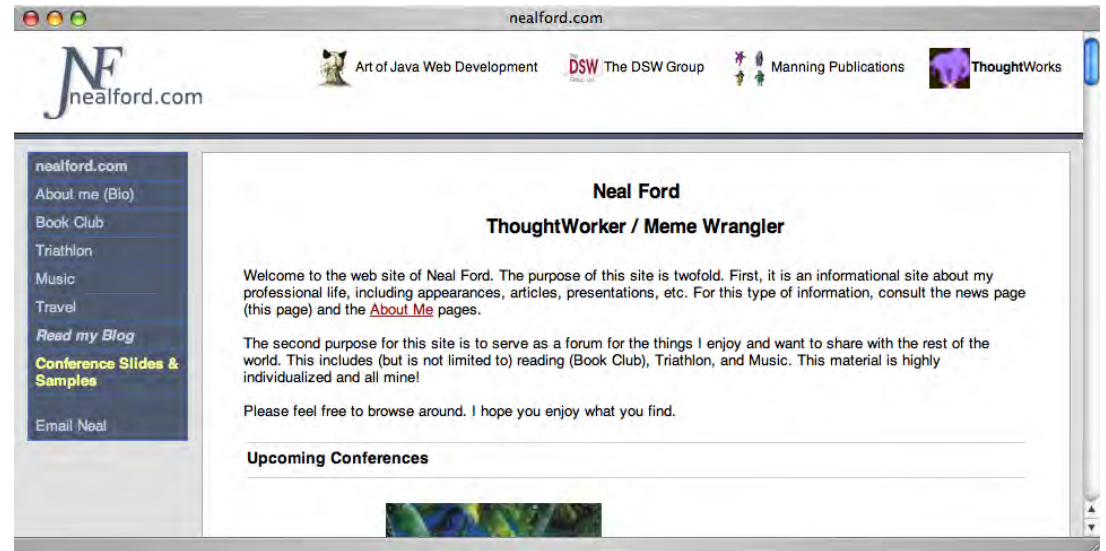 nealford.com
NF
nealford.com
Art of Java Web Development
DSW The DSW Group
Manning Publications
ThoughtWorks
nealford.com
About me (Bio)
Book Club
Triathlon
Music
Travel
Read my Blog
Conference Slides &
Samples
Email Neal
Neal Ford
ThoughtWorker / Meme Wrangler
Welcome to the web site of Neal Ford. The purpose of this site is twofold. First, it is an informational site about my
professional life, including appearances, articles, presentations, etc. For this type of information, consult the news page
(this page) and the About Me pages.
The second purpose for this site is to serve as a forum for the things I enjoy and want to share with the rest of the
world. This includes (but is not limited to) reading (Book Club), Triathlon, and Music. This material is highly
individualized and all mine!
Please feel free to browse around. I hope you enjoy what you find.
Upcoming Conferences